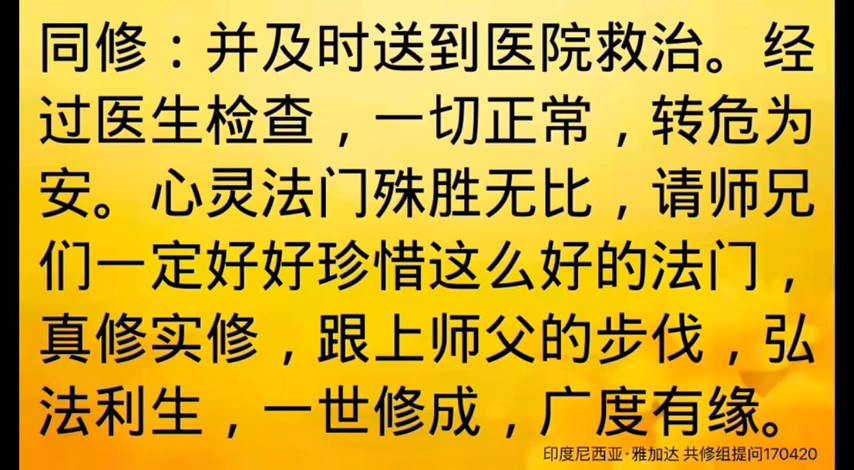 同修：并及时送到医院救治。经
过医生检查，一切正常，转危为
安。心灵法门殊胜无比，请师兄
们一定好好珍惜这么好的法门，
真修实修，跟上师父的步伐，弘
法利生，一世修成，广度有缘。
印度尼西亚·雅加达 共修组提问170420